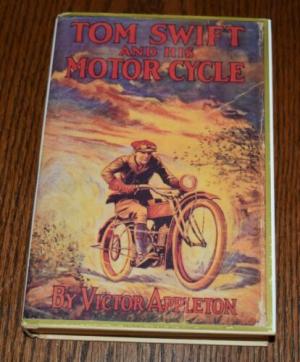 TOM SWIFT
AND HIS
MOTOR CYCLE
BY VICTOR APPLETON